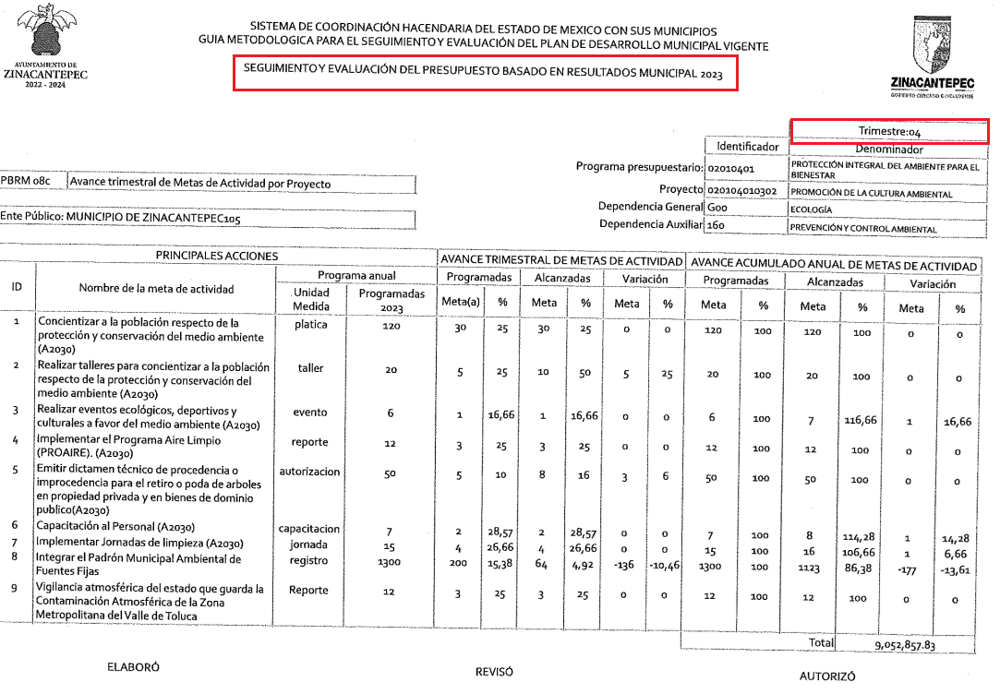 SISTEMA DE COORDINACIÓN HACENDARIA DEL ESTADO DE MEXICO CON SUS MUNICIPIOS
GUIA METODOLOGICA PARA EL SEGUIMIENTO Y EVALUACIÓN DEL PLAN DE DESARROLLO MUNICIPAL VIGENTE
SEGUIMIENTO Y EVALUACIÓN DEL PRESUPUESTO BASADO EN RESULTADOS MUNICIPAL 2023
AYUNTAMIENTO DE
ZINACANTEPEC
2022 - 2024
ZINACANTEPEC
GOBIERNO CERCANO E INCLUYENTE
Trimestre:04
Identificador Denominador
Programa presupuestario: 02010401 PROTECCIÓN INTEGRAL DEL AMBIENTE PARA EL
BIENESTAR
Proyecto 020104010302 PROMOCIÓN DE LA CULTURA AMBIENTAL
Dependencia General G00 ECOLOGÍA
Dependencia Auxiliar 160 PREVENCIÓN Y CONTROL AMBIENTAL
PBRM 08c Avance trimestral de Metas de Actividad por Proyecto
Ente Público: MUNICIPIO DE ZINACANTEPEC105
PRINCIPALES ACCIONES AVANCE TRIMESTRAL DE METAS DE ACTIVIDAD AVANCE ACUMULADO ANUAL DE METAS DE ACTIVIDAD
ID Nombre de la meta de actividad Programa anual Programadas Alcanzadas Variación Programadas Alcanzadas Variación
Unidad Programadas
Medida 2023 Meta(a) % Meta % Meta % Meta % Meta % Meta %
1 Concientizar a la población respecto de la platica 120 30 25 30 25 0 0 120 100 120 100 0 0
protección y conservación del medio ambiente
(A2030)
2 Realizar talleres para concientizar a la población taller 20 5 25 10 50 5 25 20 100 20 100 0 0
respecto de la protección y conservación del
medio ambiente (A2030)
3 Realizar eventos ecológicos, deportivos y evento 6 1 16,66 1 16,66 0 0 6 100 7 116,66 1 16,66
culturales a favor del medio ambiente (A2030)
4 Implementar el Programa Aire Limpio reporte 12 3 25 3 25 0 0 12 100 12 100 0 0
(PROAIRE). (A2030)
5 Emitir dictamen técnico de procedencia o autorizacion 50 5 10 8 16 3 6 50 100 50 100 0 0
improcedencia para el retiro o poda de arboles
en propiedad privada y en bienes de dominio
publico(A2030)
6 Capacitación al Personal (A2030) capacitacion 7 2 28,57 2 28,57 0 0 7 100 8 114,28 1 14,28
7 Implementar Jornadas de limpieza (A2030) jornada 15 4 26,66 4 26,66 0 0 15 100 16 106,66 1 6,66
8 Integrar el Padrón Municipal Ambiental de registro 1300 200 15,38 64 4,92 -136 -10,46 1300 100 1123 86,38 -177 -13,61
Fuentes Fijas
9 Vigilancia atmosférica del estado que guarda la Reporte 12 3 25 3 25 0 0 12 100 12 100 0 0
Contaminación Atmosférica de la Zona
Metropolitana del Valle de Toluca
Total 9,052,857.83
ELABORÓ REVISÓ AUTORIZÓ